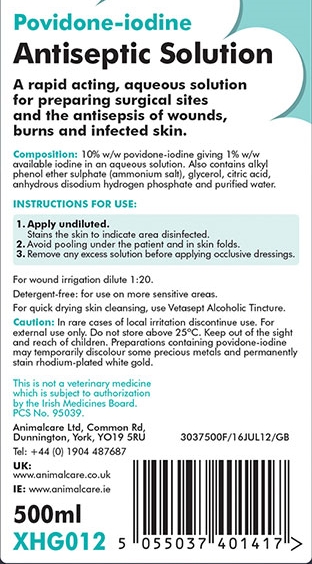 Povidone-iodine
Antiseptic Solution
A rapid acting, aqueous solution
for preparing surgical sites
and the antisepsis of wounds,
burns and infected skin.
Composition: 10% w/w povidone-iodine giving 1% w/w
available iodine in an aqueous solution. Also contains alkyl
phenol ether sulphate (ammonium salt), glycerol, citric acid,
anhydrous disodium hydrogen phosphate and purified water.
INSTRUCTIONS FOR USE:
1. Apply undiluted.
Stains the skin to indicate area disinfected.
2. Avoid pooling under the patient and in skin folds.
3. Remove any excess solution before applying occlusive dressings.
For wound irrigation dilute 1:20.
Detergent-free: for use on more sensitive areas.
For quick drying skin cleansing, use Vetasept Alcoholic Tincture.
Caution: In rare cases of local irritation discontinue use. For
external use only. Do not store above 25ºC. Keep out of the sight
and reach of children. Preparations containing povidone-iodine
may temporarily discolour some precious metals and permanently
stain rhodium-plated white gold.
This is not a veterinary medicine
which is subject to authorization
by the Irish Medicines Board.
PCS No. 95039.
Animalcare Ltd, Common Rd,
Dunnington, York, YO19 5RU
3037500F/16JUL12/GB
Tel: +44 (0) 1904 487687
UK:
www.animalcare.co.uk
IE: www.animalcare.ie
500ml
XHG012
5 055037 401417 >